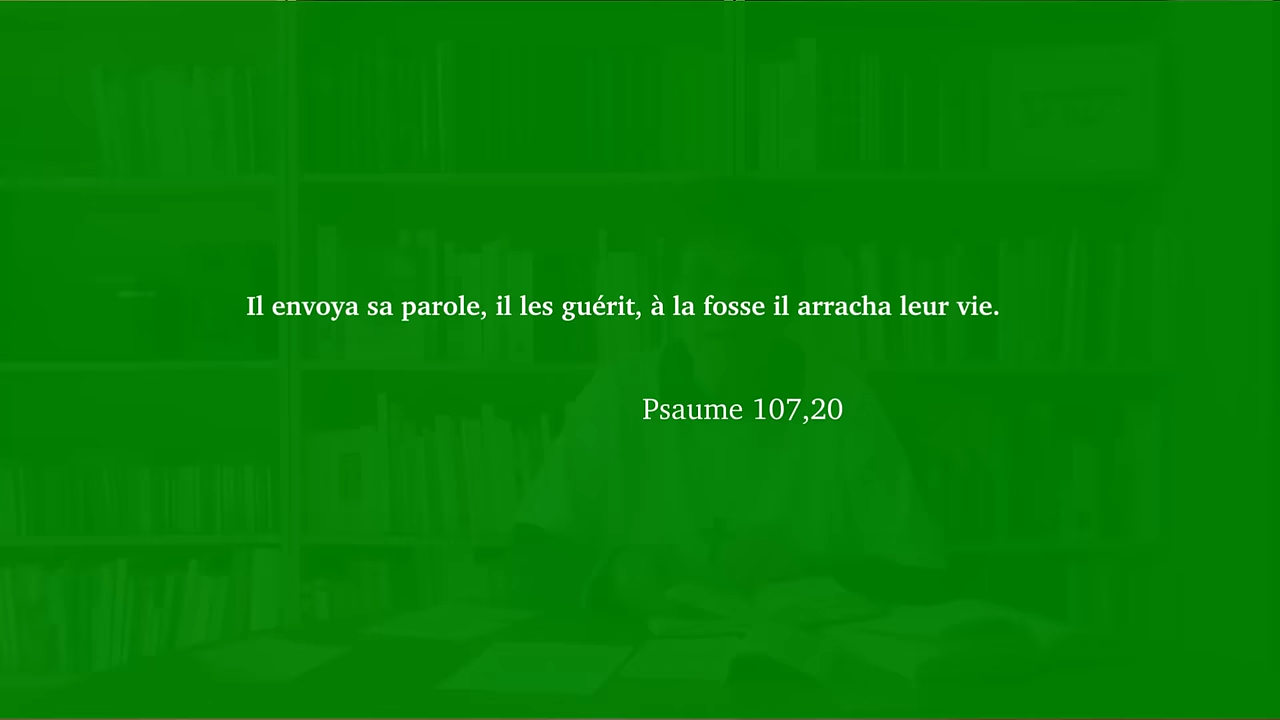 Il envoya sa parole, il les guérit, à la fosse il arracha leur vie.
Psaume 107,20